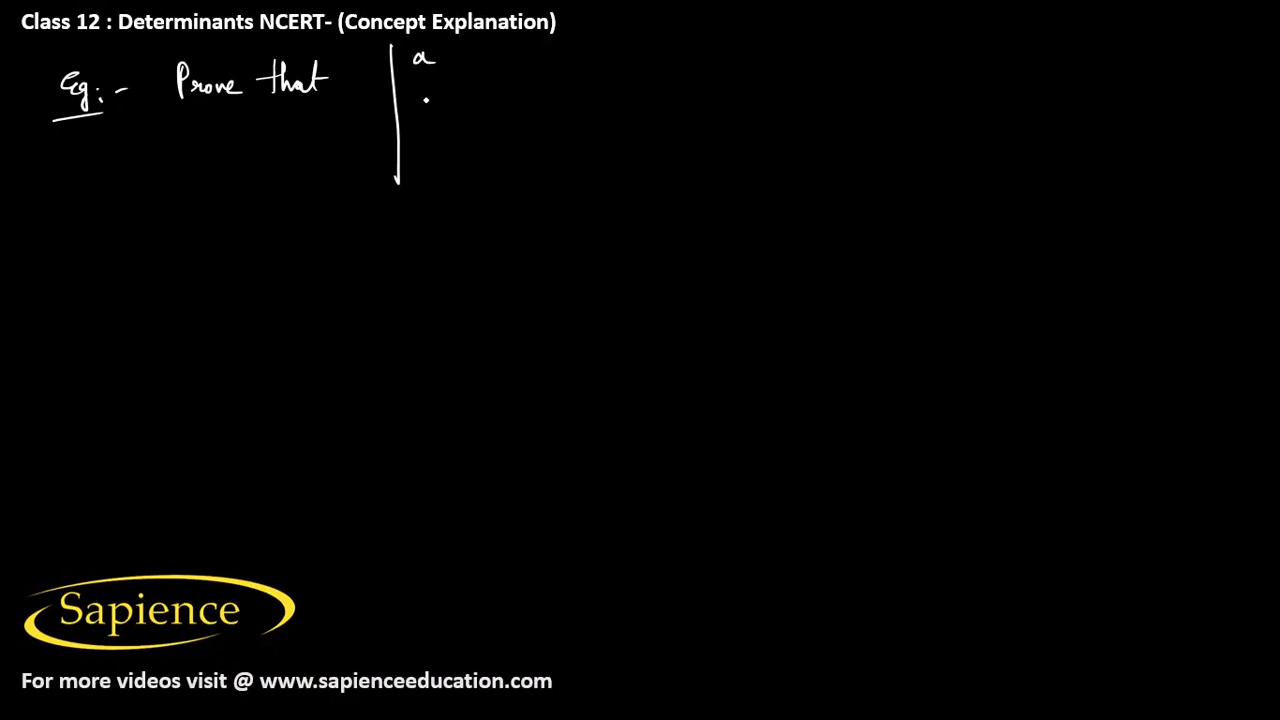 Class 12 : Determinants NCERT- (Concept Explanation)
Eg:- Prove that | a
Sapience
For more videos visit @ www.sapienceeducation.com